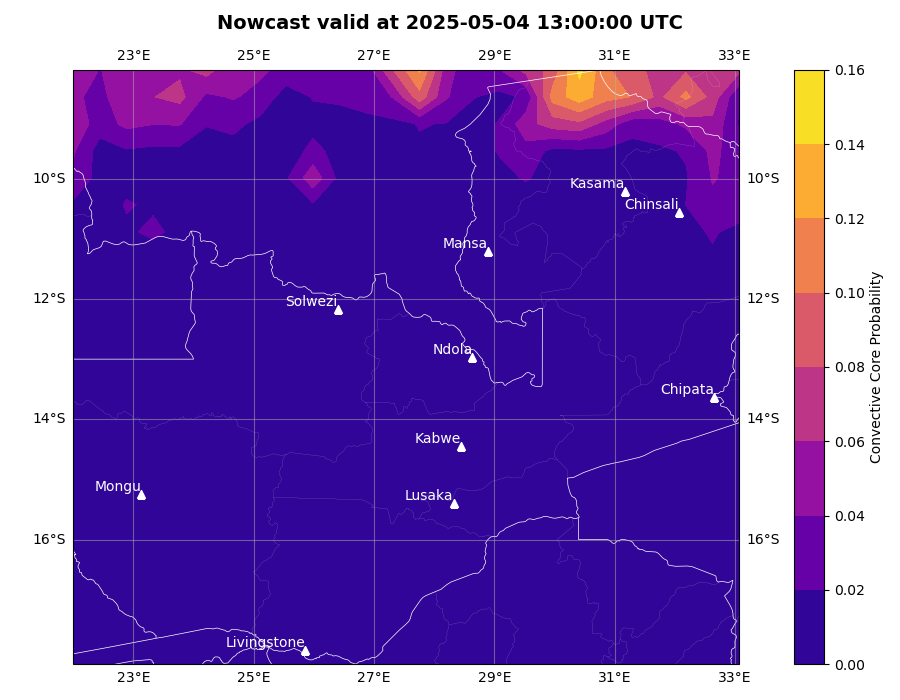 Nowcast valid at 2025-05-04 13:00:00 UTC
23°E 25°E 27°E 29°E 31°E 33°E
0.16
0.14
10°S Kasama 10°S
Chinsali
0.12
Mansa
0.10
12°S Solwezi 12°S
Ndola
0.08
Chipata
14°S 14°S
Kabwe
0.06
Mongu
Lusaka
0.04
16°S 16°S
0.02
Livingstone
0.00
23°E 25°E 27°E 29°E 31°E 33°E
Convective Core Probability